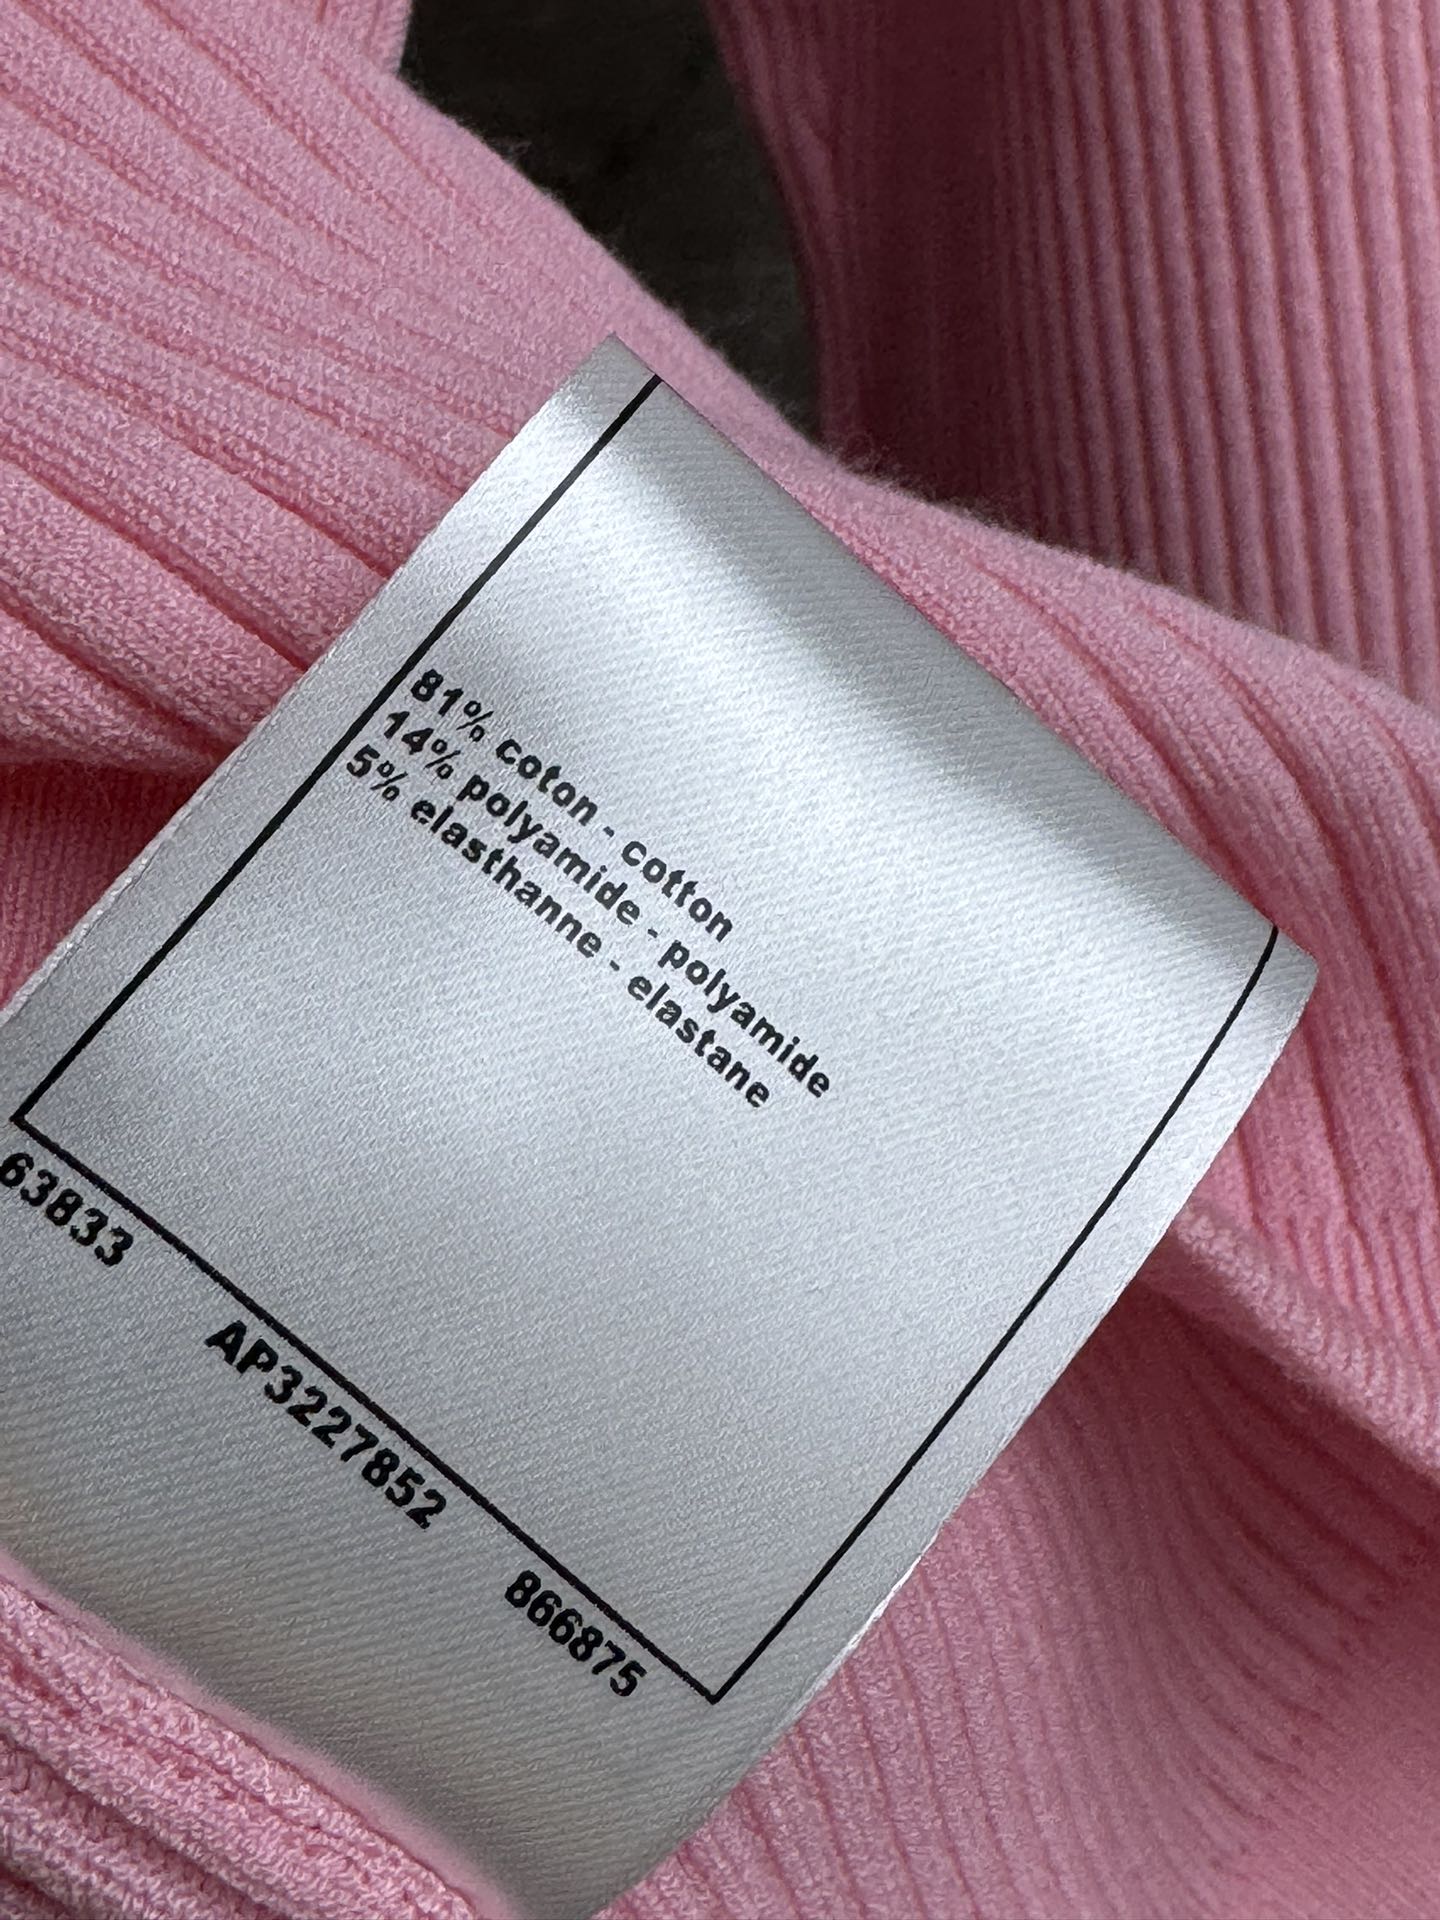 81% coton - cotton
14% polyamide - polyamide
5% elasthanne - elastane
63833 AP3227852 866875